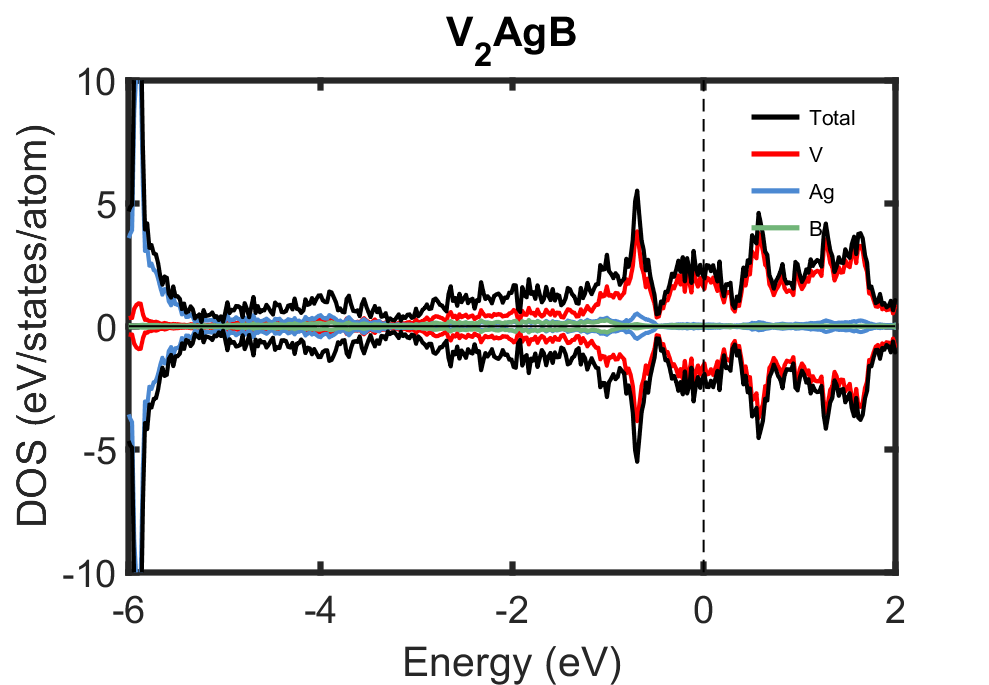 V2AgB
DOS (eV/states/atom)
10
5
0
-5
-10
Total
V
Ag
B
-6
-4
-2
0
2
Energy (eV)